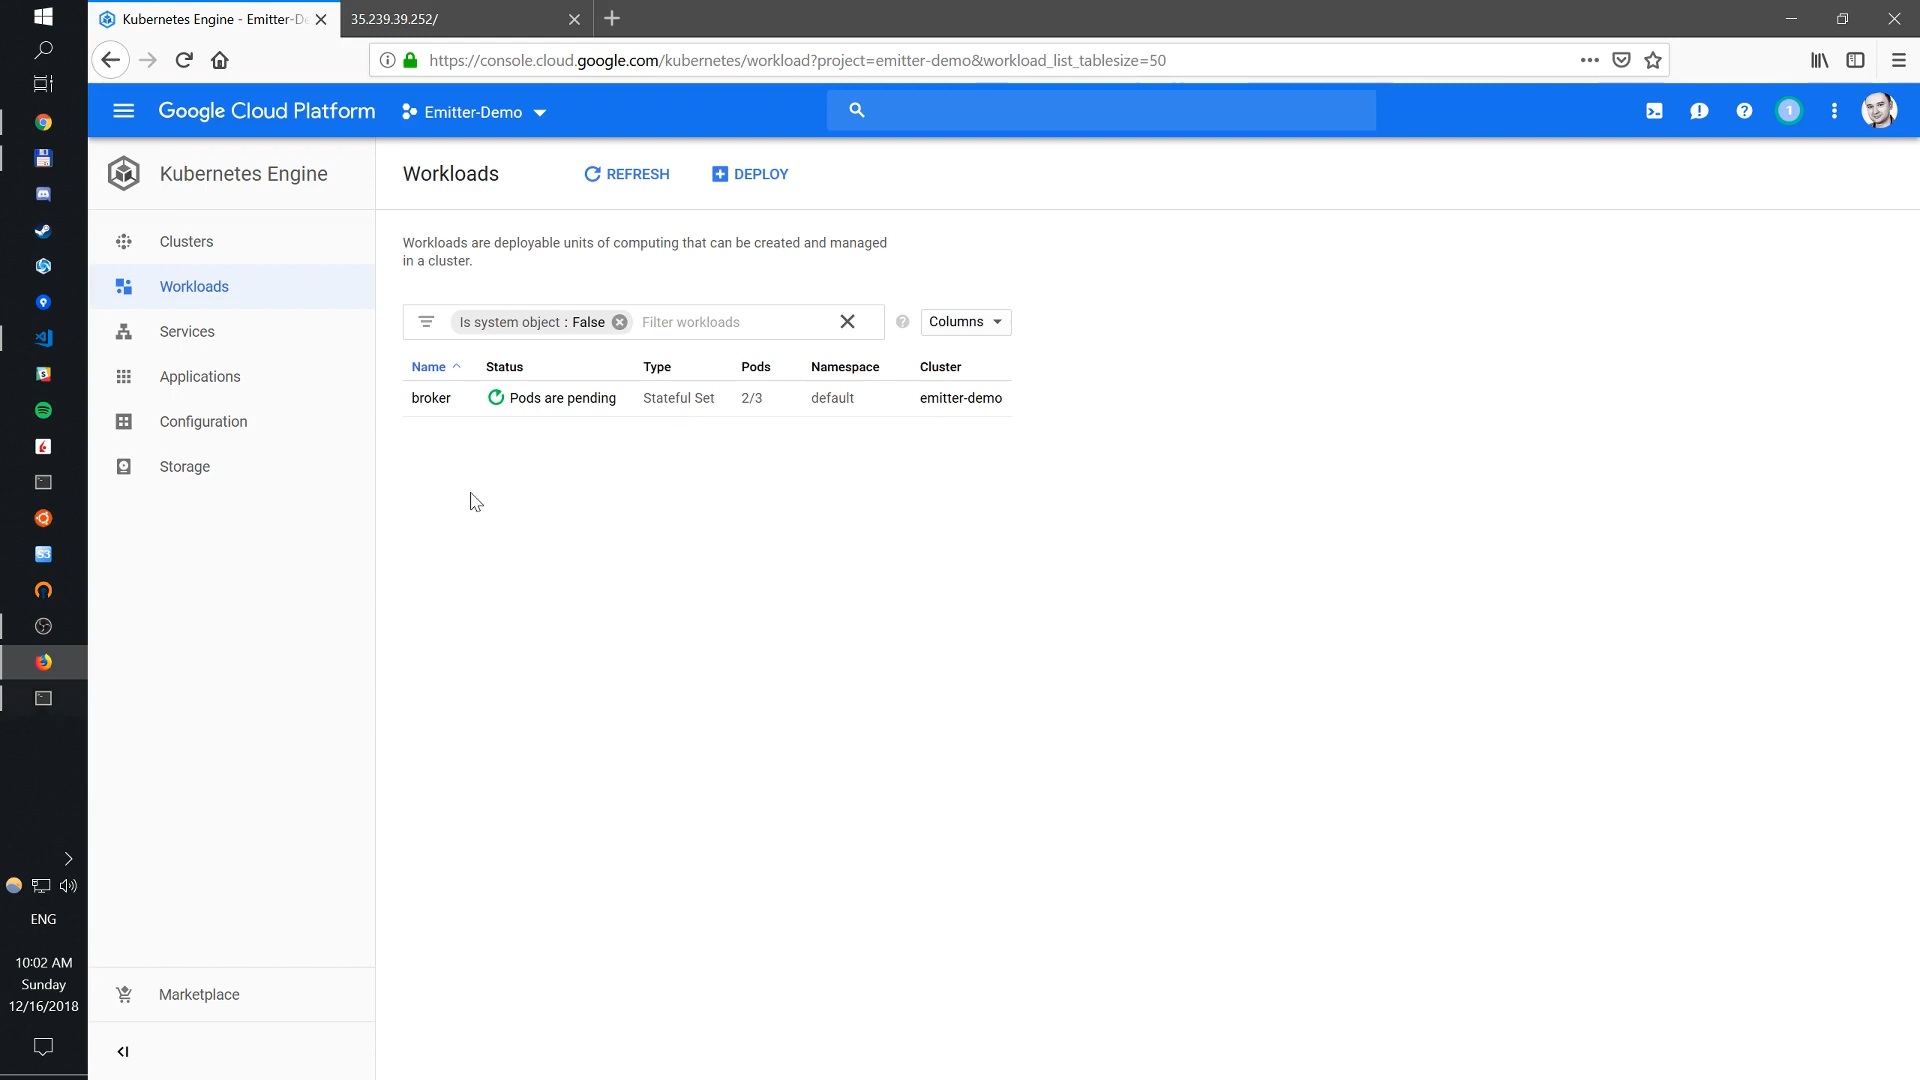 Kubernetes Engine - Emitter-De
35.239.39.252/
https://console.cloud.google.com/kubernetes/workload?project=emitter-demo&workload_list_tablesize=50
Google Cloud Platform
Emitter-Demo
1
Kubernetes Engine
Workloads
REFRESH
DEPLOY
Clusters
Workloads
Services
Applications
Configuration
Storage
Marketplace
Workloads are deployable units of computing that can be created and managed
in a cluster.
Is system object : False
Filter workloads
Columns
Name Status Type Pods Namespace Cluster
broker Pods are pending Stateful Set 2/3 default emitter-demo
S3
ENG
10:02 AM
Sunday
12/16/2018